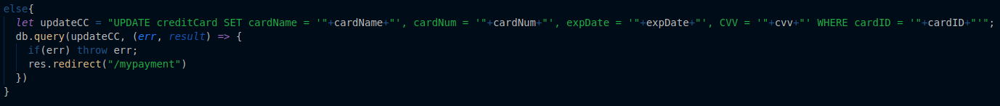 else{
let updateCC = "UPDATE creditCard SET cardName = '"+cardName+"', cardNum = '"+cardNum+"', expDate = '"+expDate+"', CVV = '"+cvv+"' WHERE cardID = '"+cardID+"'";
db.query(updateCC, (err, result) => {
if(err) throw err;
res.redirect("/mypayment")
})
}